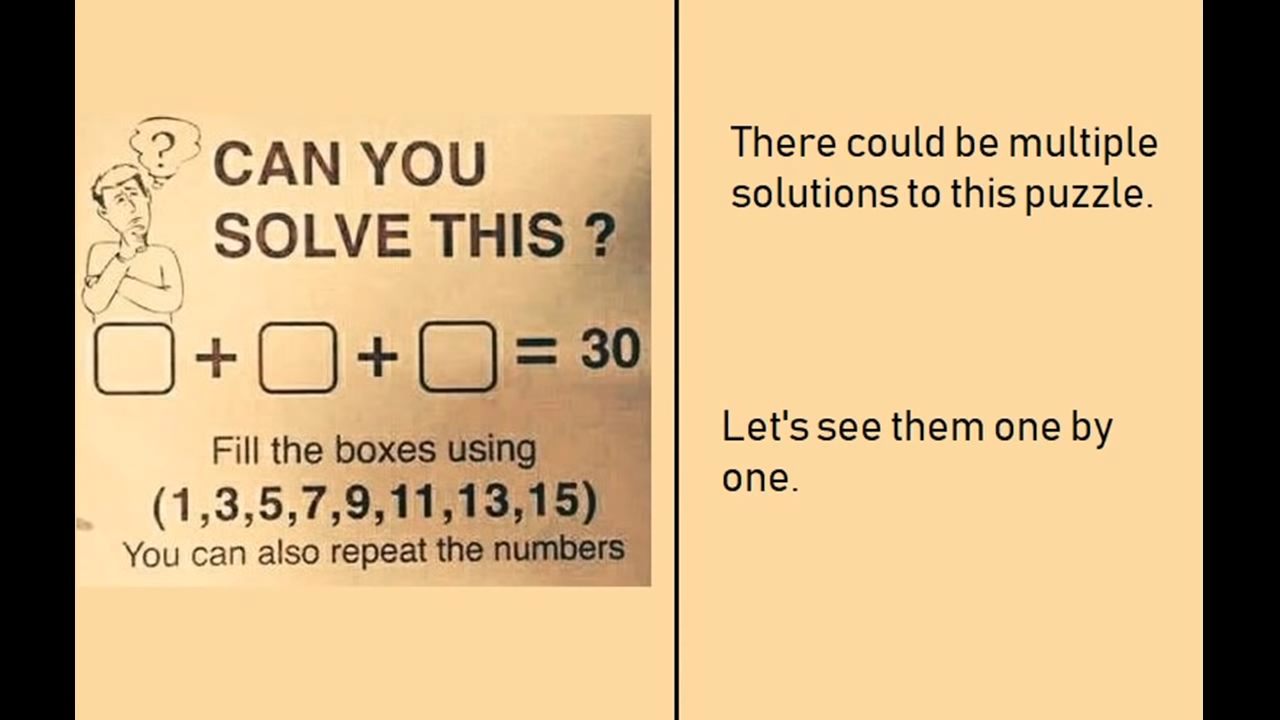 ?
CAN YOU
SOLVE THIS ?
□ + □ + □ = 30
Fill the boxes using
(1,3,5,7,9,11,13,15)
You can also repeat the numbers
There could be multiple
solutions to this puzzle.
Let's see them one by
one.